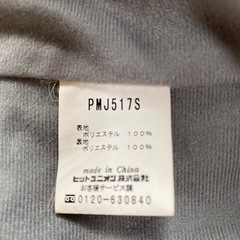 PMJ517S
表地
ポリエステル 100%
裏地
ポリエステル 100%
made in China
ヒットユニオン株式会社
お客様サービス課
0120-630840